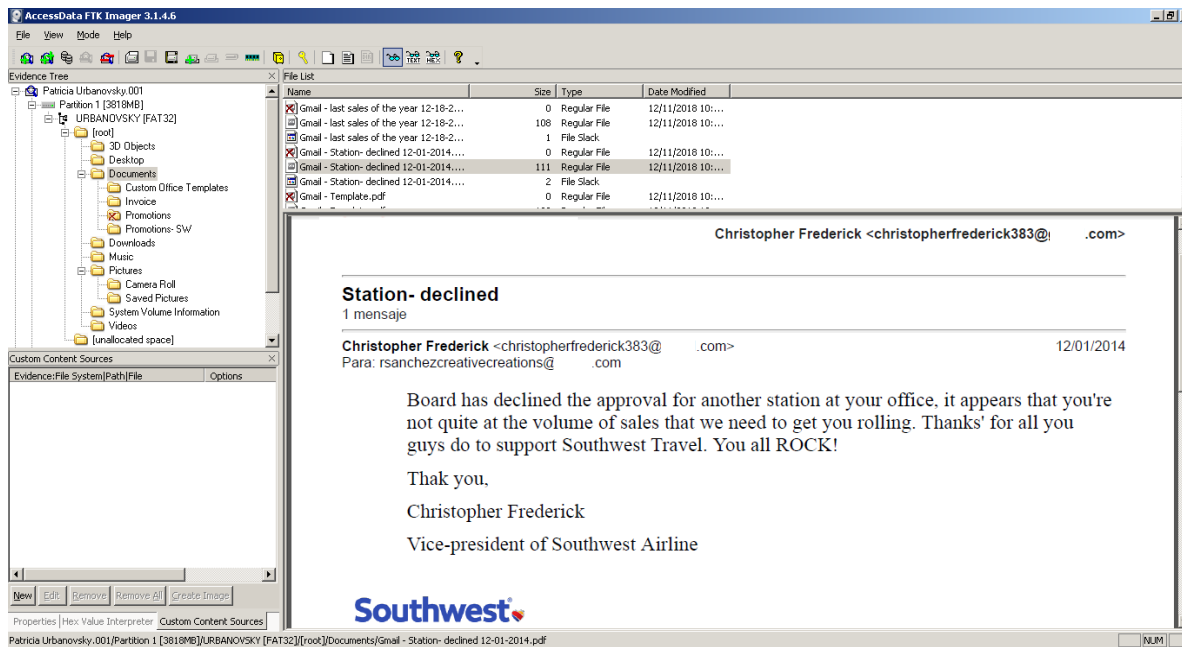 AccessData FTK Imager 3.1.4.6
File View Mode Help
Evidence Tree
Patricia Urbanovsky.001
Partition 1 [3818MB]
URBANOVSKY [FAT32]
[root]
3D Objects
Desktop
Documents
Custom Office Templates
Invoice
Promotions
Promotions- SW
Downloads
Music
Pictures
Camera Roll
Saved Pictures
System Volume Information
Videos
[unallocated space]
Custom Content Sources
Evidence:File System|Path|File Options
New Edit Remove Remove All Create Image
Properties Hex Value Interpreter Custom Content Sources
File List
Name Size Type Date Modified
Gmail - last sales of the year 12-18-2... 0 Regular File 12/11/2018 10:...
Gmail - last sales of the year 12-18-2... 108 Regular File 12/11/2018 10:...
Gmail - last sales of the year 12-18-2... 1 File Slack
Gmail - Station- declined 12-01-2014.... 0 Regular File 12/11/2018 10:...
Gmail - Station- declined 12-01-2014.... 111 Regular File 12/11/2018 10:...
Gmail - Station- declined 12-01-2014.... 2 File Slack
Gmail - Template.pdf 0 Regular File 12/11/2018 10:...
Christopher Frederick <christopherfrederick383@ .com>
Station- declined
1 mensaje
Christopher Frederick <christopherfrederick383@ .com> 12/01/2014
Para: rsanchezcreativecreations@ .com
Board has declined the approval for another station at your office, it appears that you're
not quite at the volume of sales that we need to get you rolling. Thanks' for all you
guys do to support Southwest Travel. You all ROCK!
Thak you,
Christopher Frederick
Vice-president of Southwest Airline
Southwest
Patricia Urbanovsky.001/Partition 1 [3818MB]/URBANOVSKY [FAT32]/[root]/Documents/Gmail - Station- declined 12-01-2014.pdf
NUM